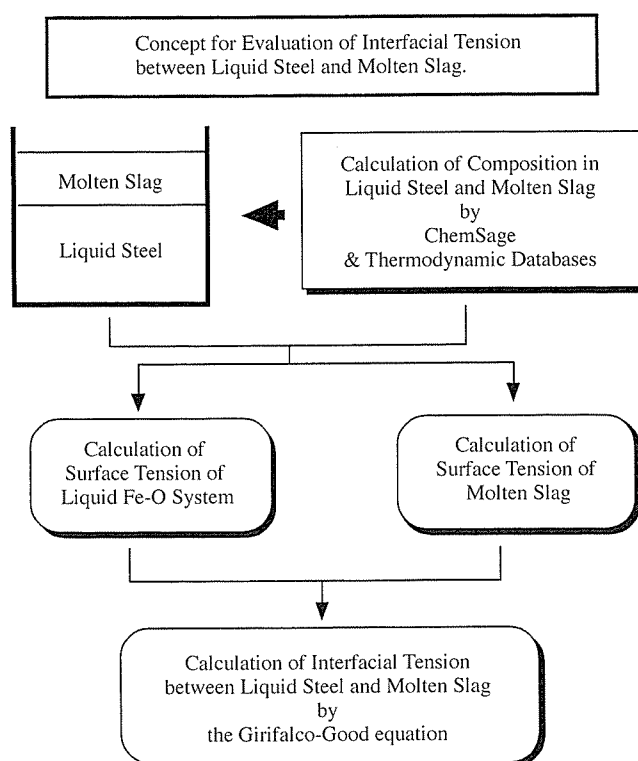 Concept for Evaluation of Interfacial Tension
between Liquid Steel and Molten Slag.
Molten Slag
Liquid Steel
Calculation of Composition in
Liquid Steel and Molten Slag
by
ChemSage
& Thermodynamic Databases
Calculation of
Surface Tension of
Liquid Fe-O System
Calculation of
Surface Tension of
Molten Slag
Calculation of Interfacial Tension
between Liquid Steel and Molten Slag
by
the Girifalco-Good equation